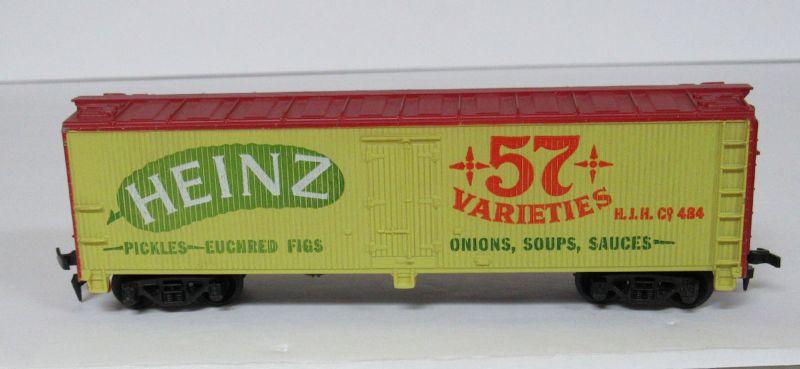 HEINZ
PICKLES—EUCHRED FIGS
57
VARIETIES
H.J.H. Co 484
ONIONS, SOUPS, SAUCES